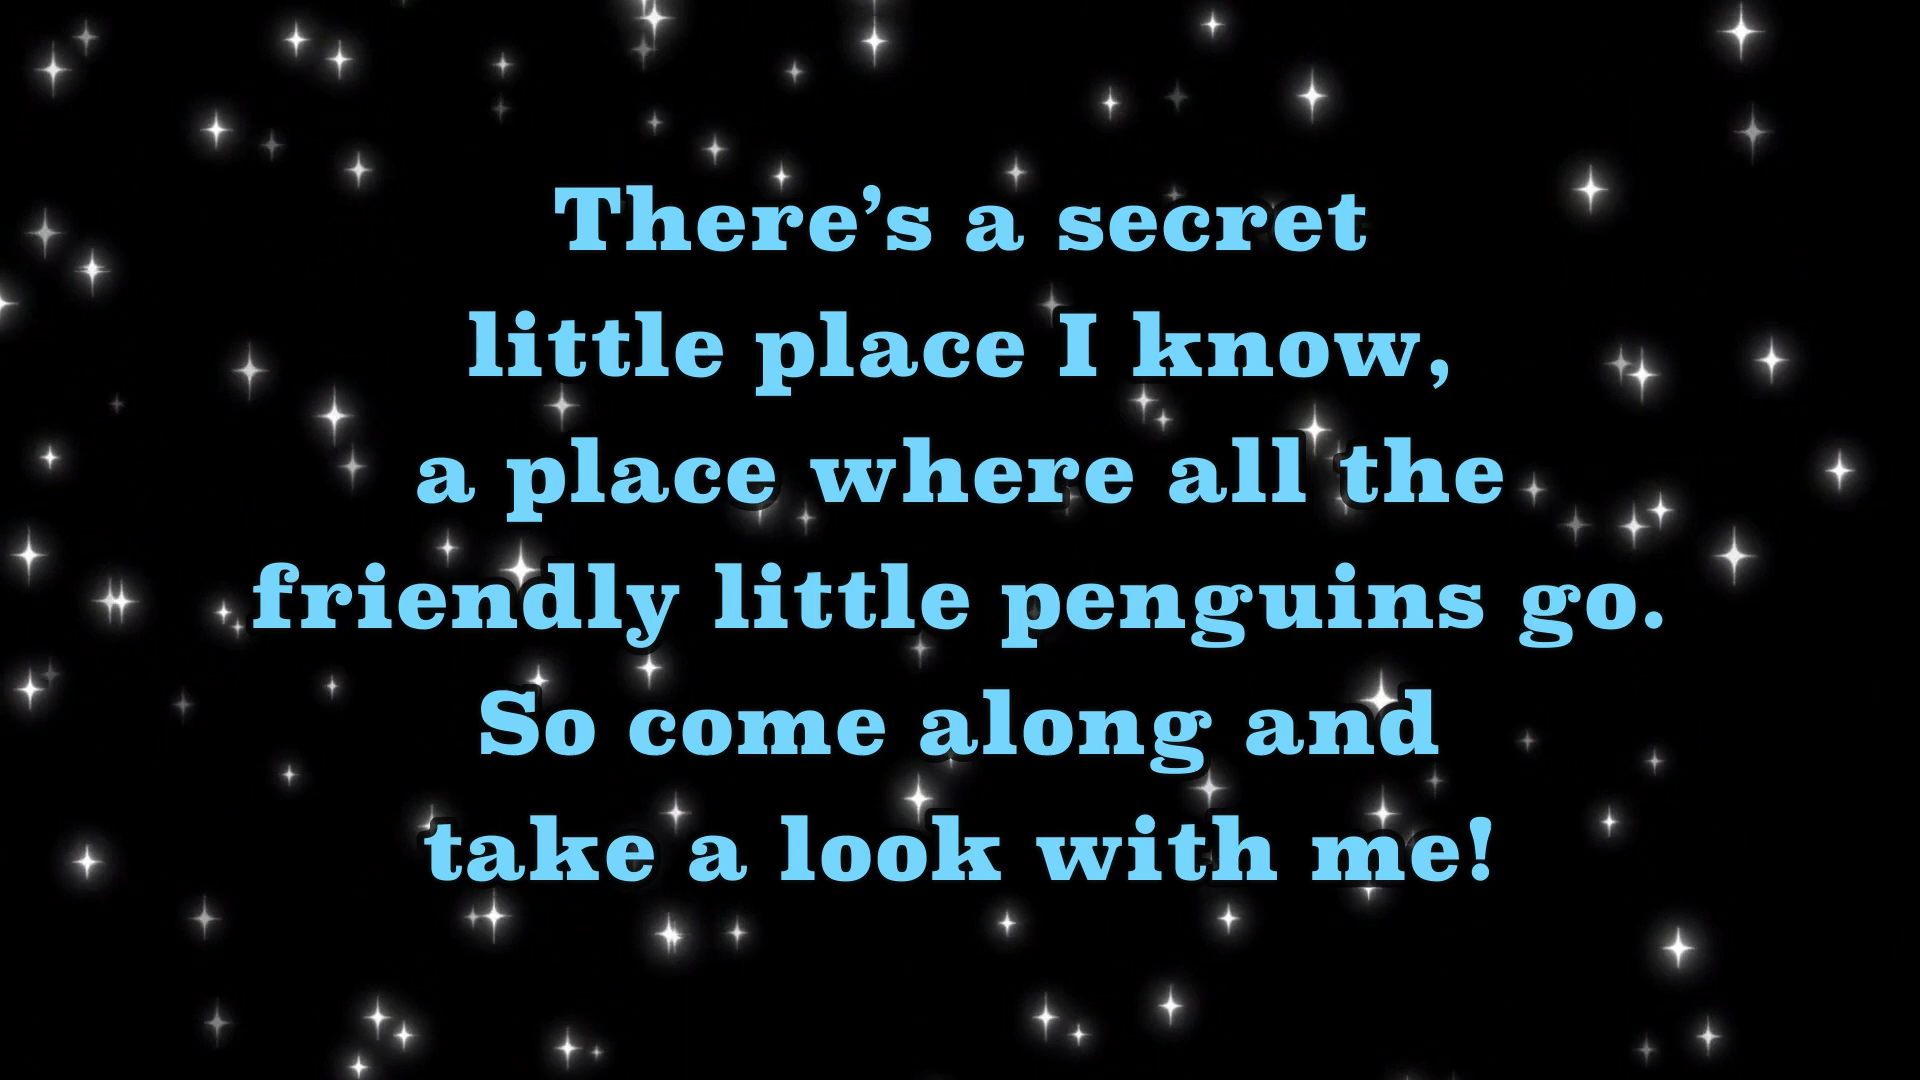 There’s a secret
little place I know,
a place where all the
friendly little penguins go.
So come along and
take a look with me!